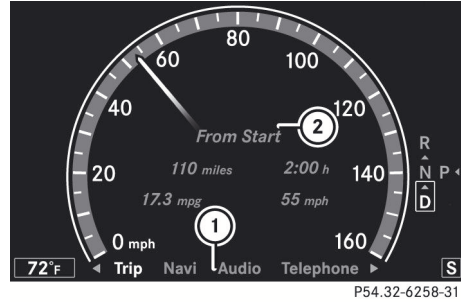 80
60
100
40
120
2
From Start
R
110 miles
2:00 h
20
140
N P
17.3 mpg
55 mph
D
1
0 mph
160
72°F
Trip Navi Audio Telephone
S
P54.32-6258-31